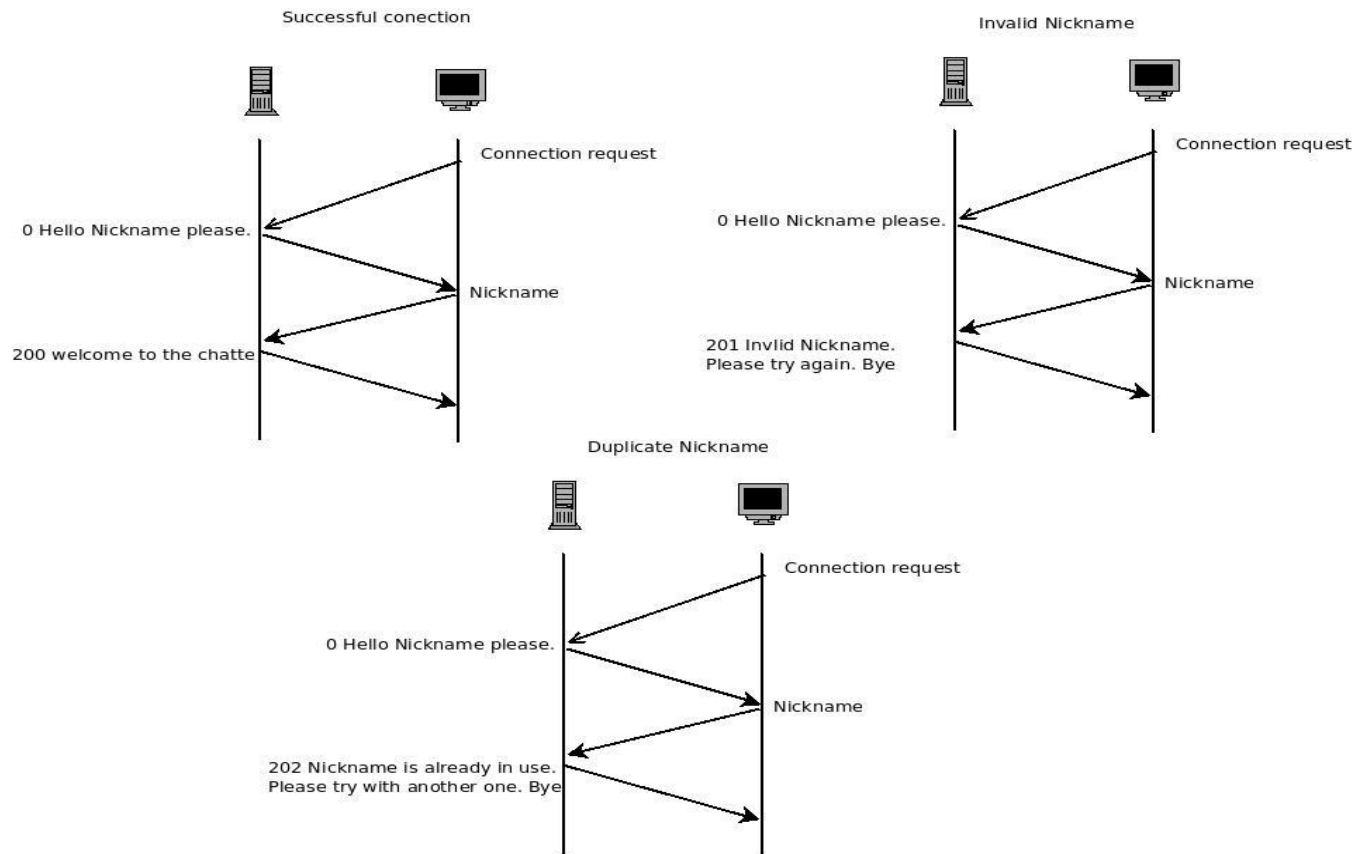 Successful conection
Connection request
0 Hello Nickname please.
Nickname
200 welcome to the chatte
Invalid Nickname
Connection request
0 Hello Nickname please.
Nickname
201 Invlid Nickname.
Please try again. Bye
Duplicate Nickname
Connection request
0 Hello Nickname please.
Nickname
202 Nickname is already in use.
Please try with another one. Bye